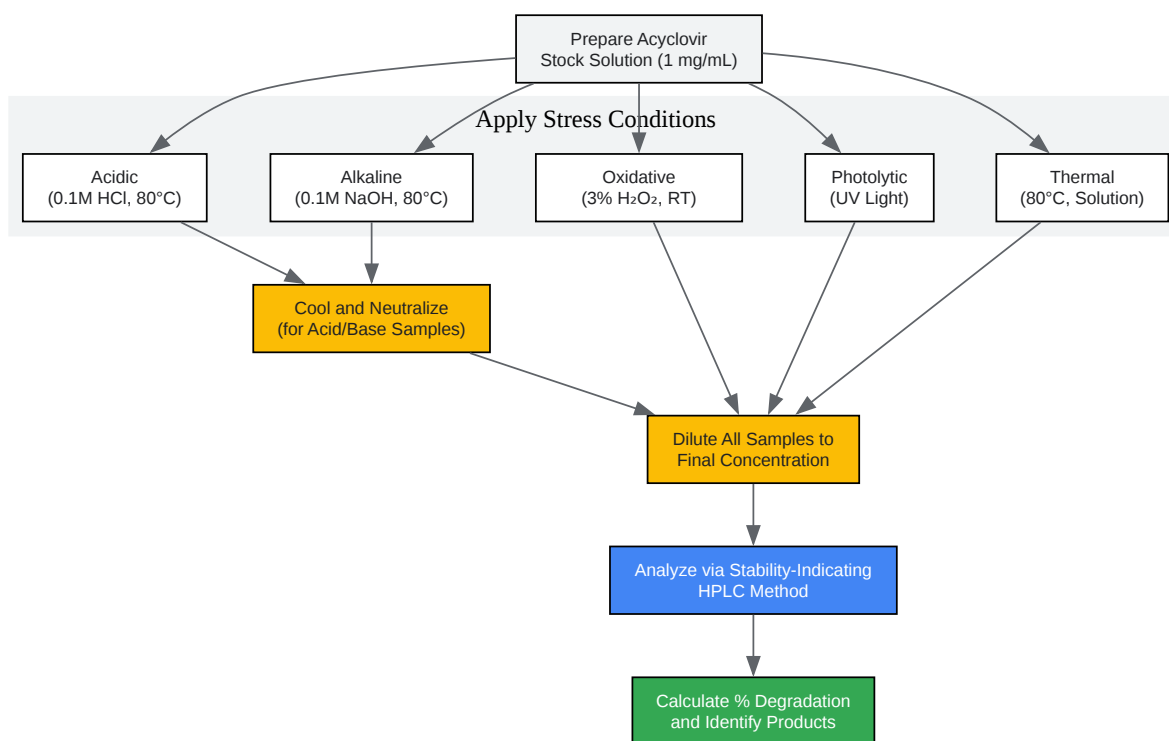 Prepare Acyclovir
Stock Solution (1 mg/mL)
Apply Stress Conditions
Acidic
(0.1M HCl, 80°C)
Alkaline
(0.1M NaOH, 80°C)
Oxidative
(3% H₂O₂, RT)
Photolytic
(UV Light)
Thermal
(80°C, Solution)
Cool and Neutralize
(for Acid/Base Samples)
Dilute All Samples to
Final Concentration
Analyze via Stability-Indicating
HPLC Method
Calculate % Degradation
and Identify Products